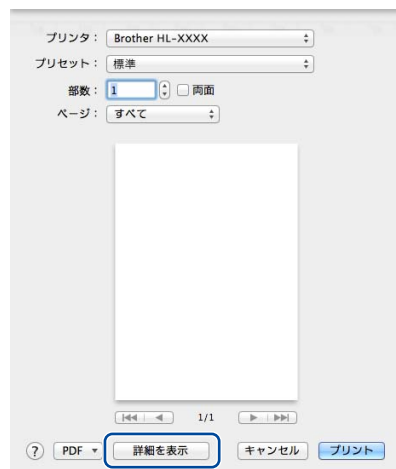 プリンタ： Brother HL-XXXX
プリセット： 標準
部数： 1 両面
ページ： すべて
1/1
? PDF 詳細を表示 キャンセル プリント